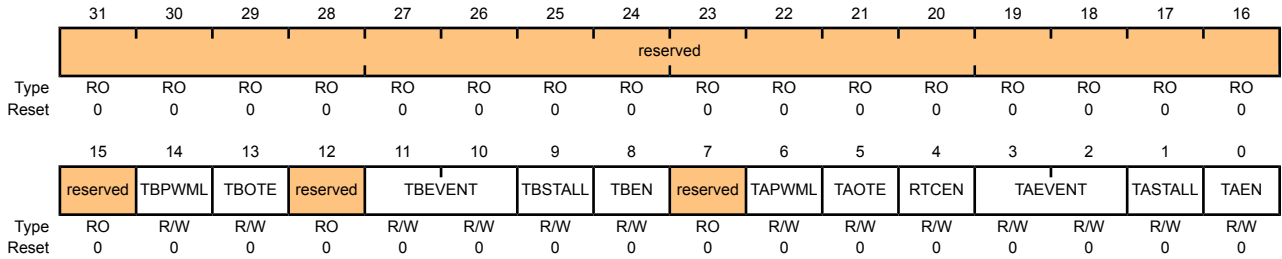 31 30 29 28 27 26 25 24 23 22 21 20 19 18 17 16
reserved
Type RO RO RO RO RO RO RO RO RO RO RO RO RO RO RO RO
Reset 0 0 0 0 0 0 0 0 0 0 0 0 0 0 0 0
15 14 13 12 11 10 9 8 7 6 5 4 3 2 1 0
reserved TBPWML TBOTE reserved TBEVENT TBSTALL TBEN reserved TAPWML TAOTE RTCEN TAEVENT TASTALL TAEN
Type RO R/W R/W RO R/W R/W R/W R/W RO R/W R/W R/W R/W R/W R/W R/W
Reset 0 0 0 0 0 0 0 0 0 0 0 0 0 0 0 0